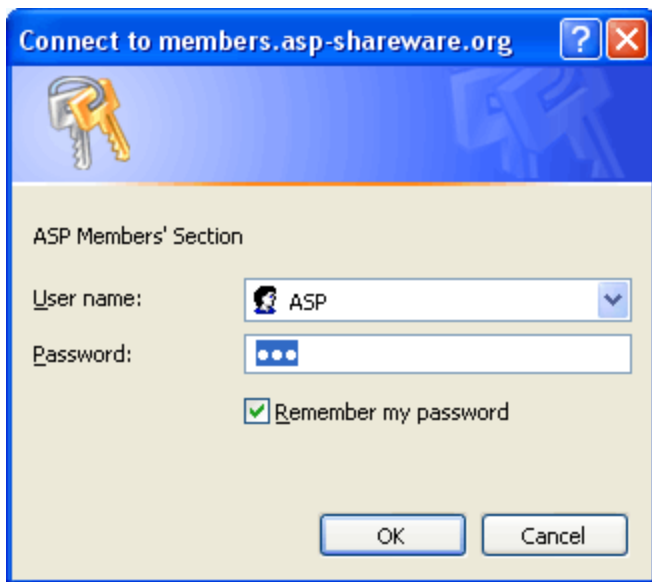 Connect to members.asp-shareware.org
ASP Members' Section
User name: ASP
Password: •••
Remember my password
OK Cancel